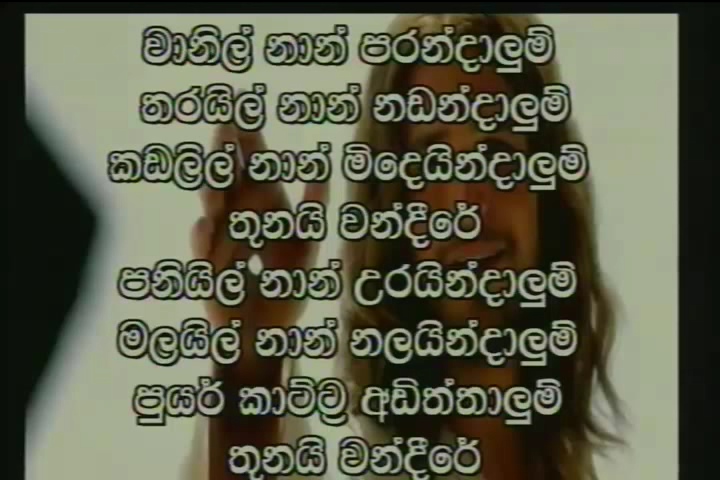 වානිල් නාන් පරන්දාලුම්
තරයිල් නාන් නඩන්දාලුම්
කඩලිල් නාන් මිදෙයින්දාලුම්
තුනයි වන්දීරේ
පනියිල් නාන් උරයින්දාලුම්
මලයිල් නාන් නලයින්දාලුම්
පුයර් කාට්ට්‍ර අඩිත්තාලුම්
තුනයි වන්දීරේ